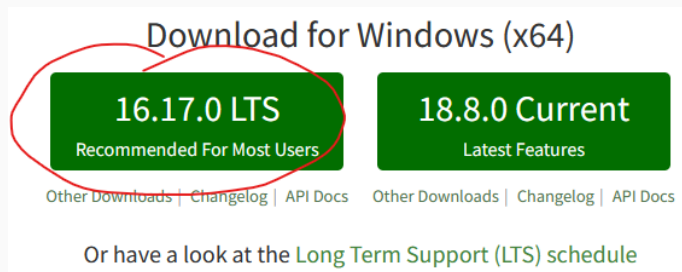 Download for Windows (x64)
16.17.0 LTS
Recommended For Most Users
18.8.0 Current
Latest Features
Other Downloads | Changelog | API Docs
Other Downloads | Changelog | API Docs
Or have a look at the Long Term Support (LTS) schedule